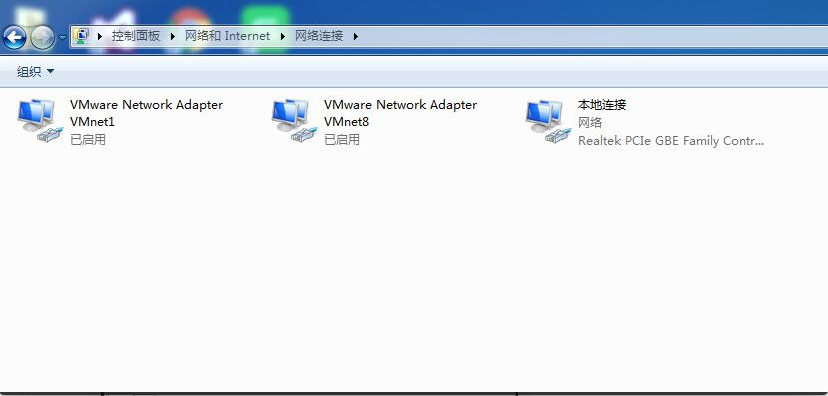 控制面板 网络和 Internet 网络连接
组织
VMware Network Adapter
VMnet1
已启用
VMware Network Adapter
VMnet8
已启用
本地连接
网络
Realtek PCIe GBE Family Contr...